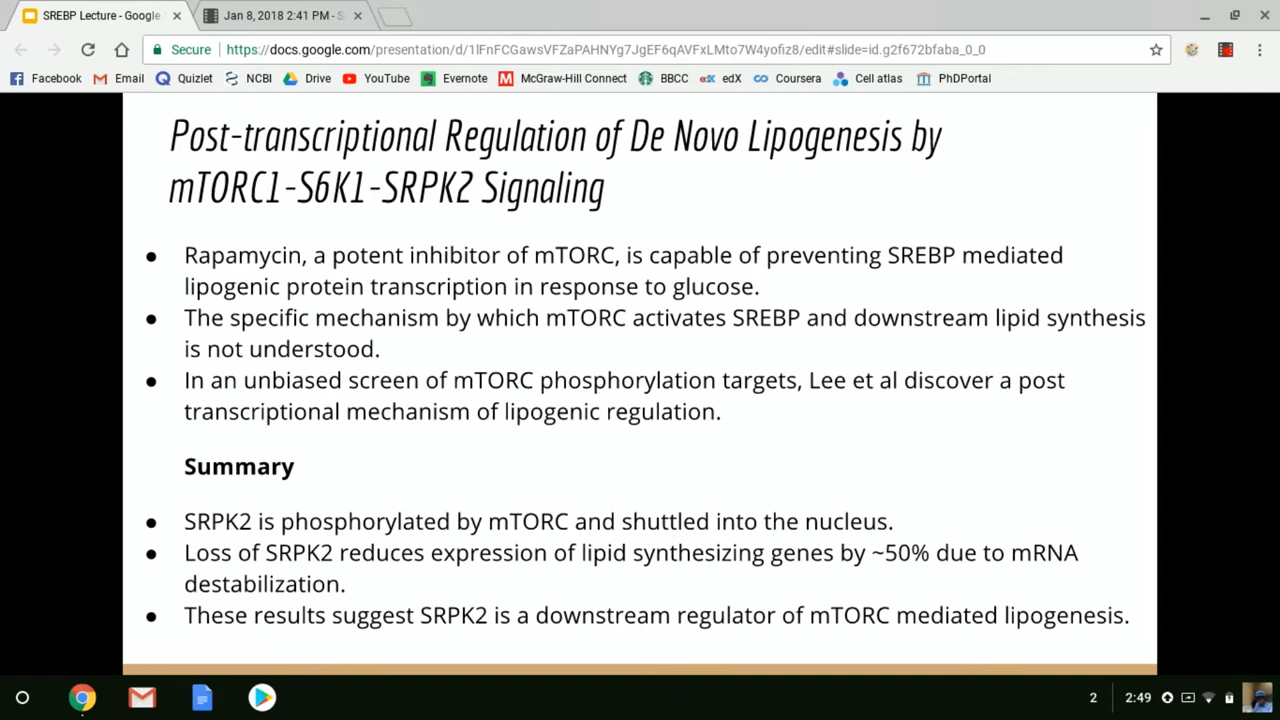 SREBP Lecture - Google
Jan 8, 2018 2:41 PM - S
Secure
https://docs.google.com/presentation/d/1lFnFCGawsVFZaPAHNYg7JgEF6qAVFxLMto7W4yofiz8/edit#slide=id.g2f672bfaba_0_0
Facebook Email Quizlet NCBI Drive YouTube Evernote McGraw-Hill Connect BBCC edX Coursera Cell atlas PhDPortal
Post-transcriptional Regulation of De Novo Lipogenesis by
mTORC1-S6K1-SRPK2 Signaling
● Rapamycin, a potent inhibitor of mTORC, is capable of preventing SREBP mediated
lipogenic protein transcription in response to glucose.
● The specific mechanism by which mTORC activates SREBP and downstream lipid synthesis
is not understood.
● In an unbiased screen of mTORC phosphorylation targets, Lee et al discover a post
transcriptional mechanism of lipogenic regulation.
Summary
● SRPK2 is phosphorylated by mTORC and shuttled into the nucleus.
● Loss of SRPK2 reduces expression of lipid synthesizing genes by ~50% due to mRNA
destabilization.
● These results suggest SRPK2 is a downstream regulator of mTORC mediated lipogenesis.
2 2:49